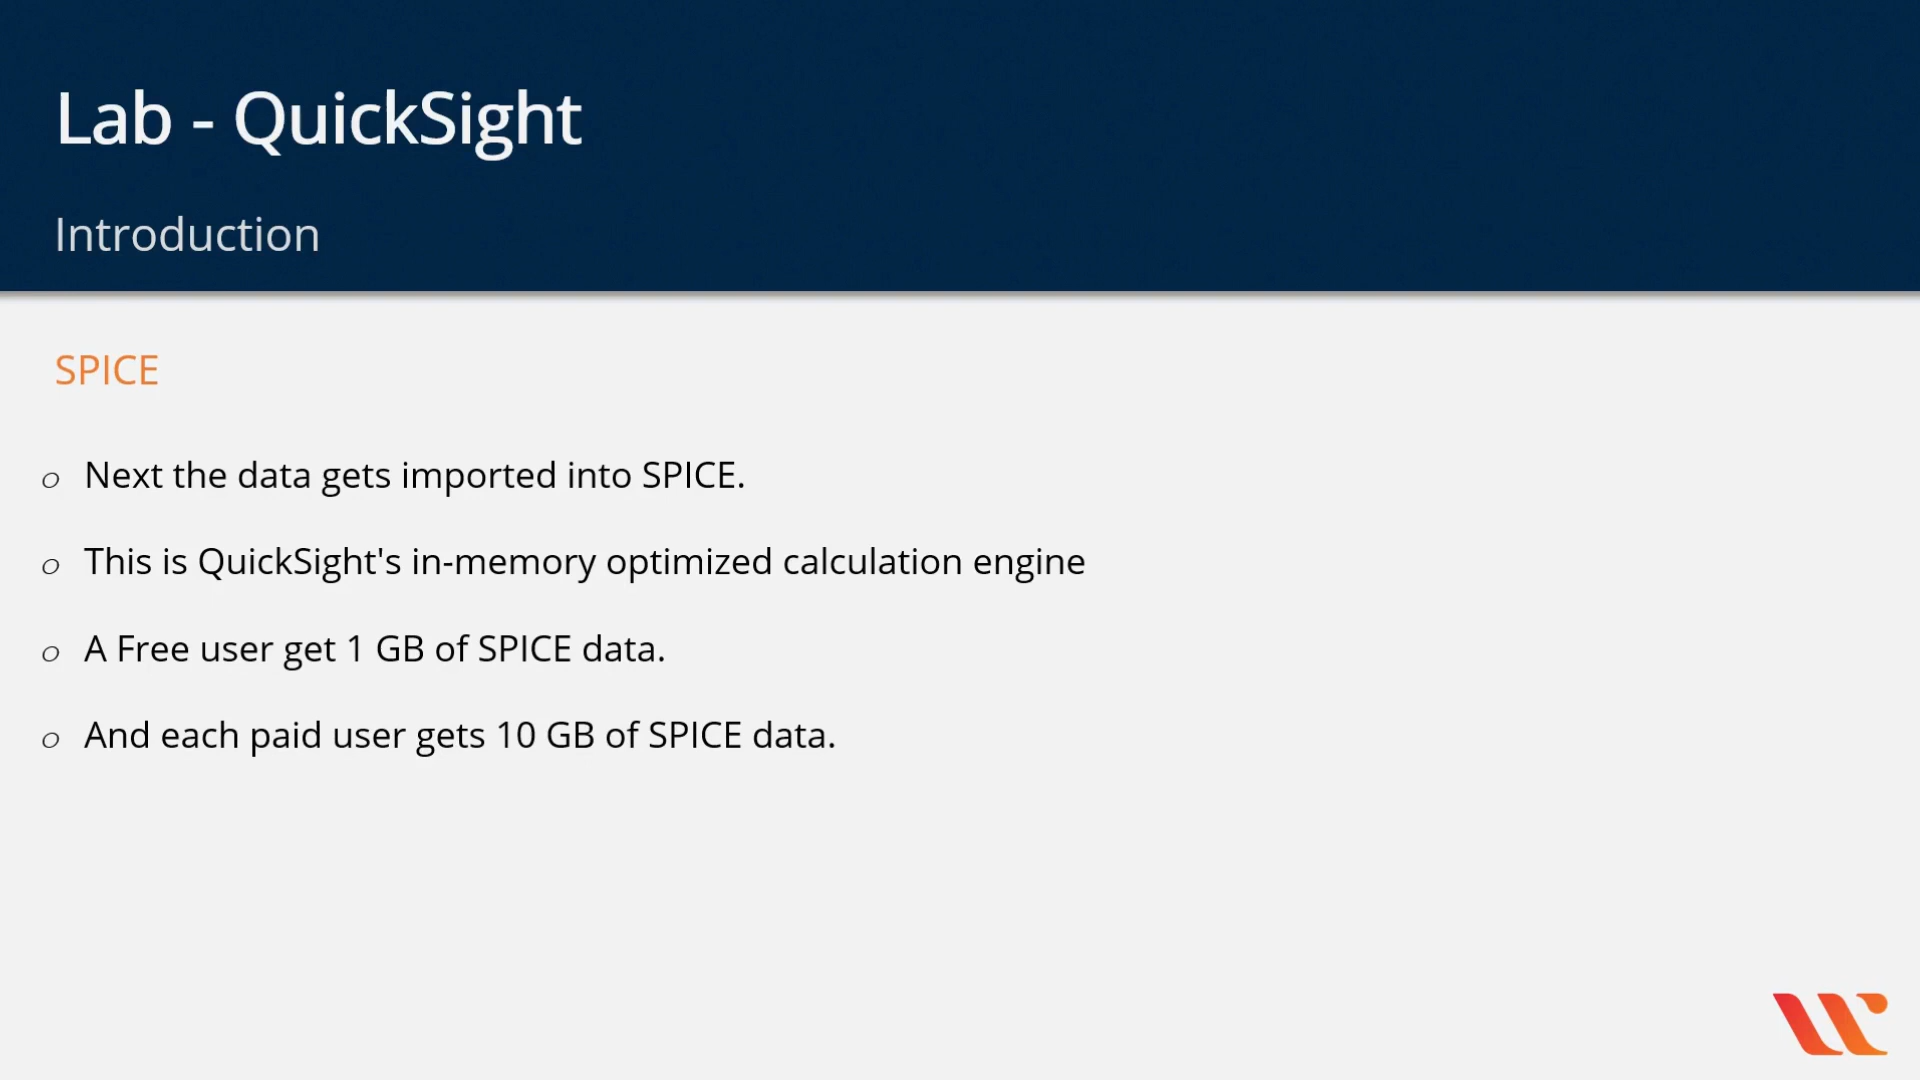 Lab - QuickSight
Introduction
SPICE
o Next the data gets imported into SPICE.
o This is QuickSight's in-memory optimized calculation engine
o A Free user get 1 GB of SPICE data.
o And each paid user gets 10 GB of SPICE data.